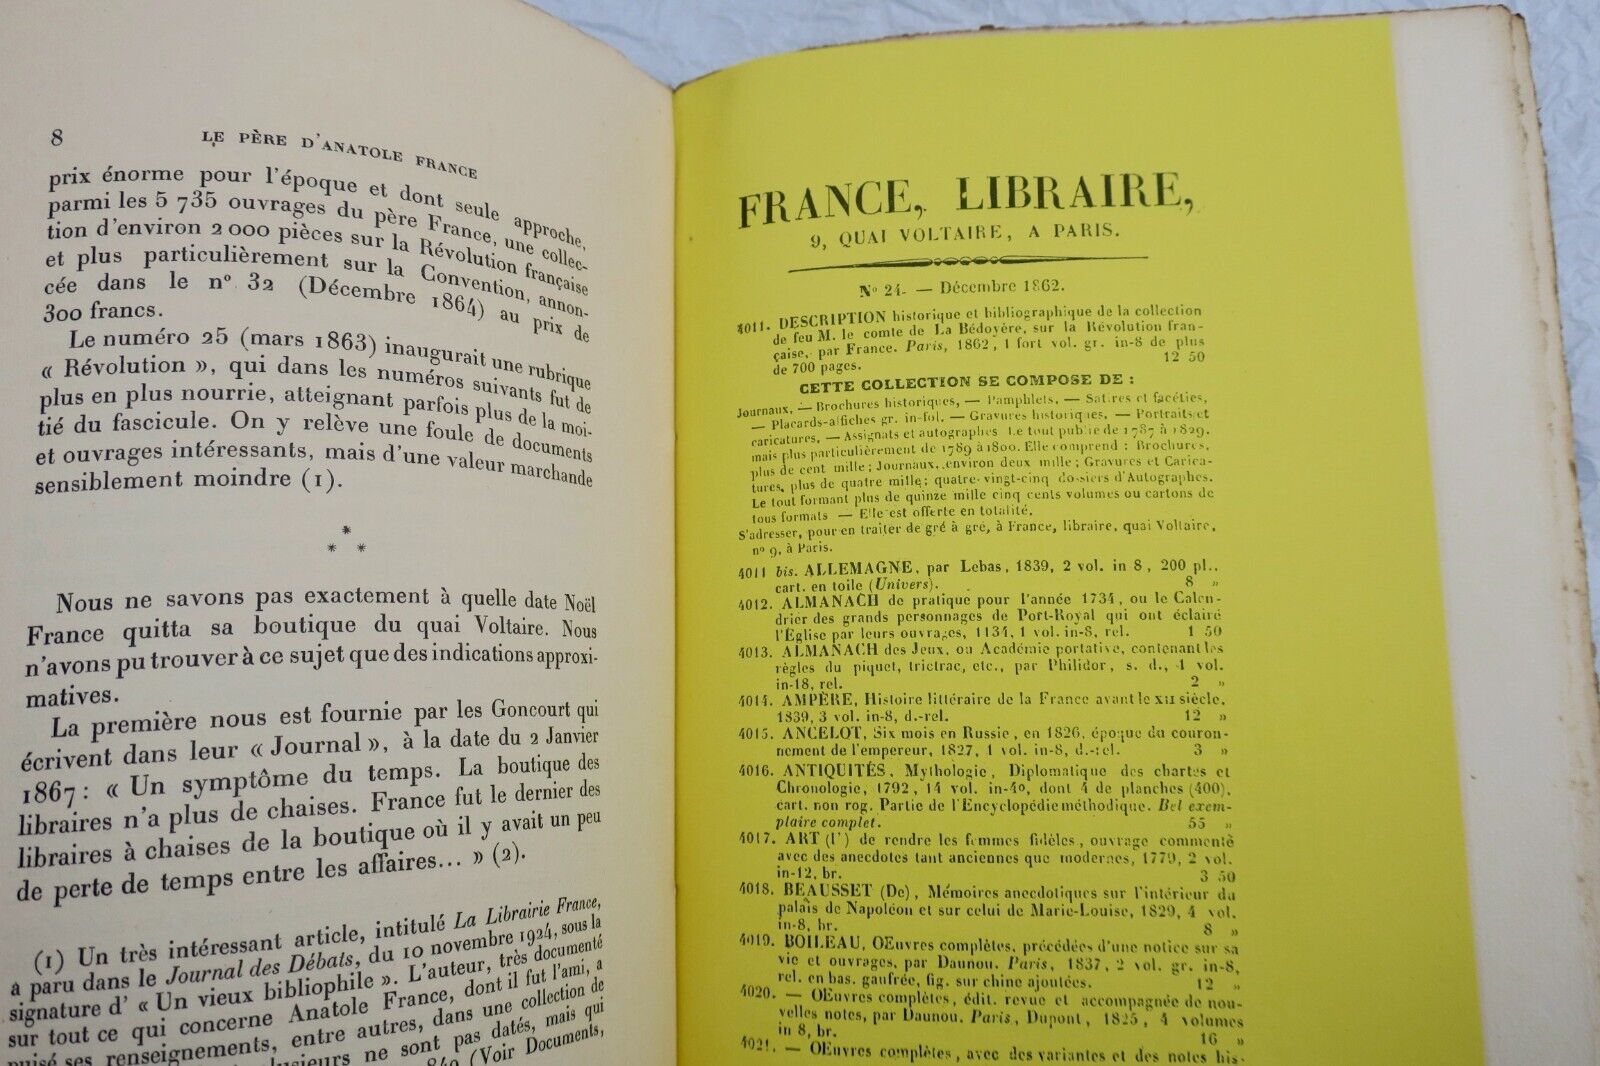 8 LE PÈRE D'ANATOLE FRANCE
prix énorme pour l'époque et dont seule approche,
parmi les 5 735 ouvrages du père France, une collec-
tion d'environ 2 000 pièces sur la Révolution française
et plus particulièrement sur la Convention, annon-
cée dans le n° 32 (Décembre 1864) au prix de
300 francs.
Le numéro 25 (mars 1863) inaugurait une rubrique
« Révolution », qui dans les numéros suivants fut de
plus en plus nourrie, atteignant parfois plus de la moi-
tié du fascicule. On y relève une foule de documents
et ouvrages intéressants, mais d'une valeur marchande
sensiblement moindre (1).
* * *
Nous ne savons pas exactement à quelle date Noël
France quitta sa boutique du quai Voltaire. Nous
n'avons pu trouver à ce sujet que des indications approxi-
matives.
La première nous est fournie par les Goncourt qui
écrivent dans leur « Journal », à la date du 2 Janvier
1867 : « Un symptôme du temps. La boutique des
libraires n'a plus de chaises. France fut le dernier des
libraires à chaises de la boutique où il y avait un peu
de perte de temps entre les affaires... » (2).
(1) Un très intéressant article, intitulé La Librairie France,
a paru dans le Journal des Débats, du 10 novembre 1924, sous la
signature d' « Un vieux bibliophile ». L'auteur, très documenté
sur tout ce qui concerne Anatole France, dont il fut l'ami, a
puisé ses renseignements, entre autres, dans une collection de
plusieurs ne sont pas datés, mais qui
849 (Voir Documents,
FRANCE, LIBRAIRE,
9, QUAI VOLTAIRE, A PARIS.
N° 24. — Décembre 1862.
4011. DESCRIPTION historique et bibliographique de la collection
de feu M. le comte de La Bédoyère, sur la Révolution fran-
çaise, par France. Paris, 1862, 1 fort vol. gr. in-8 de plus
de 700 pages. 12 50
CETTE COLLECTION SE COMPOSE DE :
Journaux, — Brochures historiques, — Pamphlets, — Satires et facéties,
— Placards-affiches gr. in-fol. — Gravures historiques, — Portraits et
caricatures, — Assignats et autographes Le tout publie de 1787 à 1829.
mais plus particulièrement de 1789 à 1800. Elle comprend : Brochures,
plus de cent mille ; Journaux, environ deux mille ; Gravures et Carica-
tures, plus de quatre mille ; quatre-vingt-cinq dossiers d'Autographes.
Le tout formant plus de quinze mille cinq cents volumes ou cartons de
tous formats — Elle est offerte en totalité.
S'adresser, pour en traiter de gré à gré, à France, libraire, quai Voltaire,
n° 9, à Paris.
4011 bis. ALLEMAGNE, par Lebas, 1839, 2 vol. in 8, 200 pl.,
cart. en toile (Univers). 8 »
4012. ALMANACH de pratique pour l'année 1734, ou le Calen-
drier des grands personnages de Port-Royal qui ont éclairé
l'Église par leurs ouvrages, 1134, 1 vol. in-8, rel. 1 50
4013. ALMANACH des Jeux, ou Académie portative, contenant les
règles du piquet, trictrac, etc., par Philidor, s. d., 1 vol.
in-18, rel. 2 »
4014. AMPÈRE, Histoire littéraire de la France avant le XII siècle,
1839, 3 vol. in-8, d.-rel. 12 »
4015. ANCELOT, Six mois en Russie, en 1826, époque du couron-
nement de l'empereur, 1827, 1 vol. in-8, d.-rel. 3 »
4016. ANTIQUITÉS, Mythologie, Diplomatique des chartes et
Chronologie, 1792, 14 vol. in-4o, dont 4 de planches (400),
cart. non rog. Partie de l'Encyclopédie méthodique. Bel exem-
plaire complet. 55 »
4017. ART (l') de rendre les femmes fidèles, ouvrage commenté
avec des anecdotes tant anciennes que modernes, 1779, 2 vol.
in-12, br. 3 50
4018. BEAUSSET (De), Mémoires anecdotiques sur l'intérieur du
palais de Napoléon et sur celui de Marie-Louise, 1829, 4 vol.
in-8, br. 8 »
4019. BOILEAU, OEuvres complètes, précédées d'une notice sur sa
vie et ouvrages, par Daunou. Paris, 1837, 2 vol. gr. in-8,
rel. en bas. gaufrée, fig. sur chine ajoutées. 12 »
4020. — OEuvres complètes, édit. revue et accompagnée de nou-
velles notes, par Daunou. Paris, Dupont, 1825, 4 volumes
in 8, br. 16 »
4021. — OEuvres complètes, avec des variantes et des notes his-